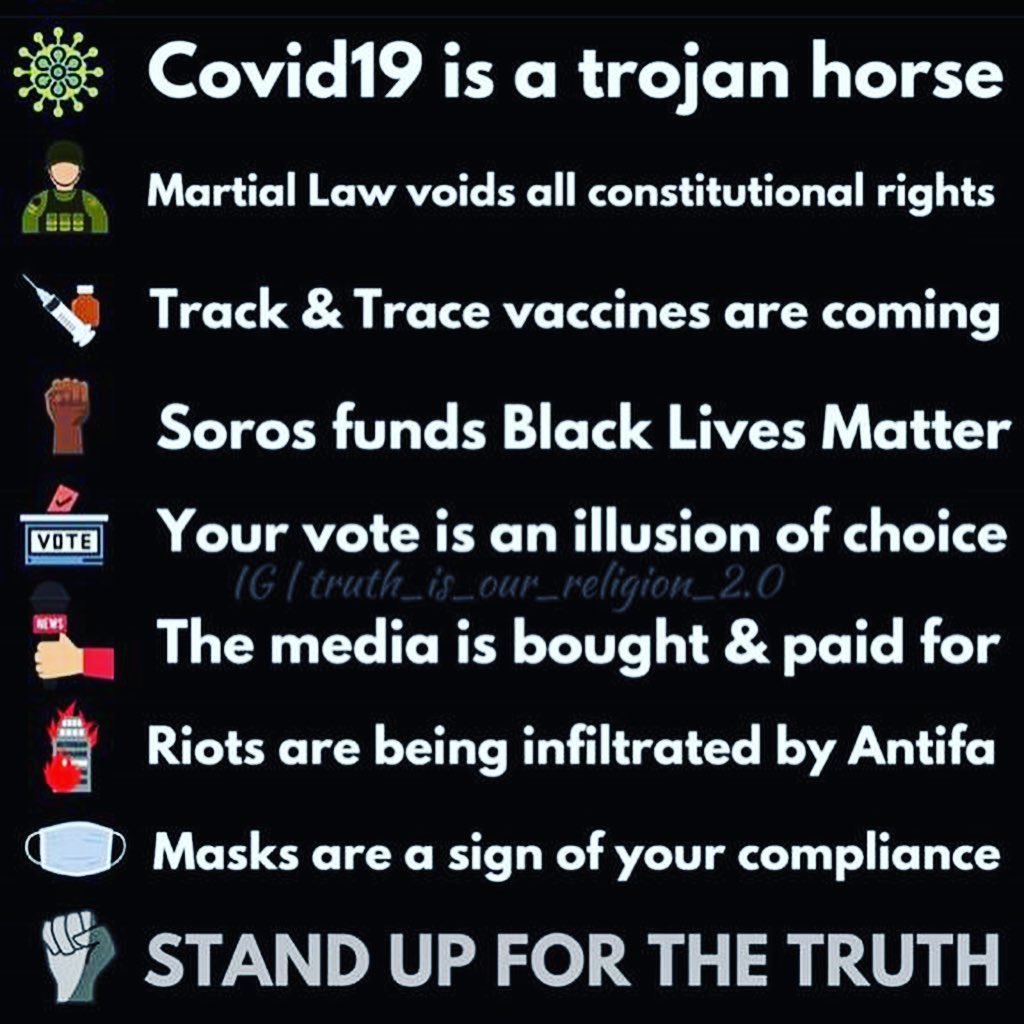 Covid19 is a trojan horse
Martial Law voids all constitutional rights
Track & Trace vaccines are coming
Soros funds Black Lives Matter
VOTE
Your vote is an illusion of choice
IG | truth_is_our_religion_2.0
NEWS
The media is bought & paid for
Riots are being infiltrated by Antifa
Masks are a sign of your compliance
STAND UP FOR THE TRUTH